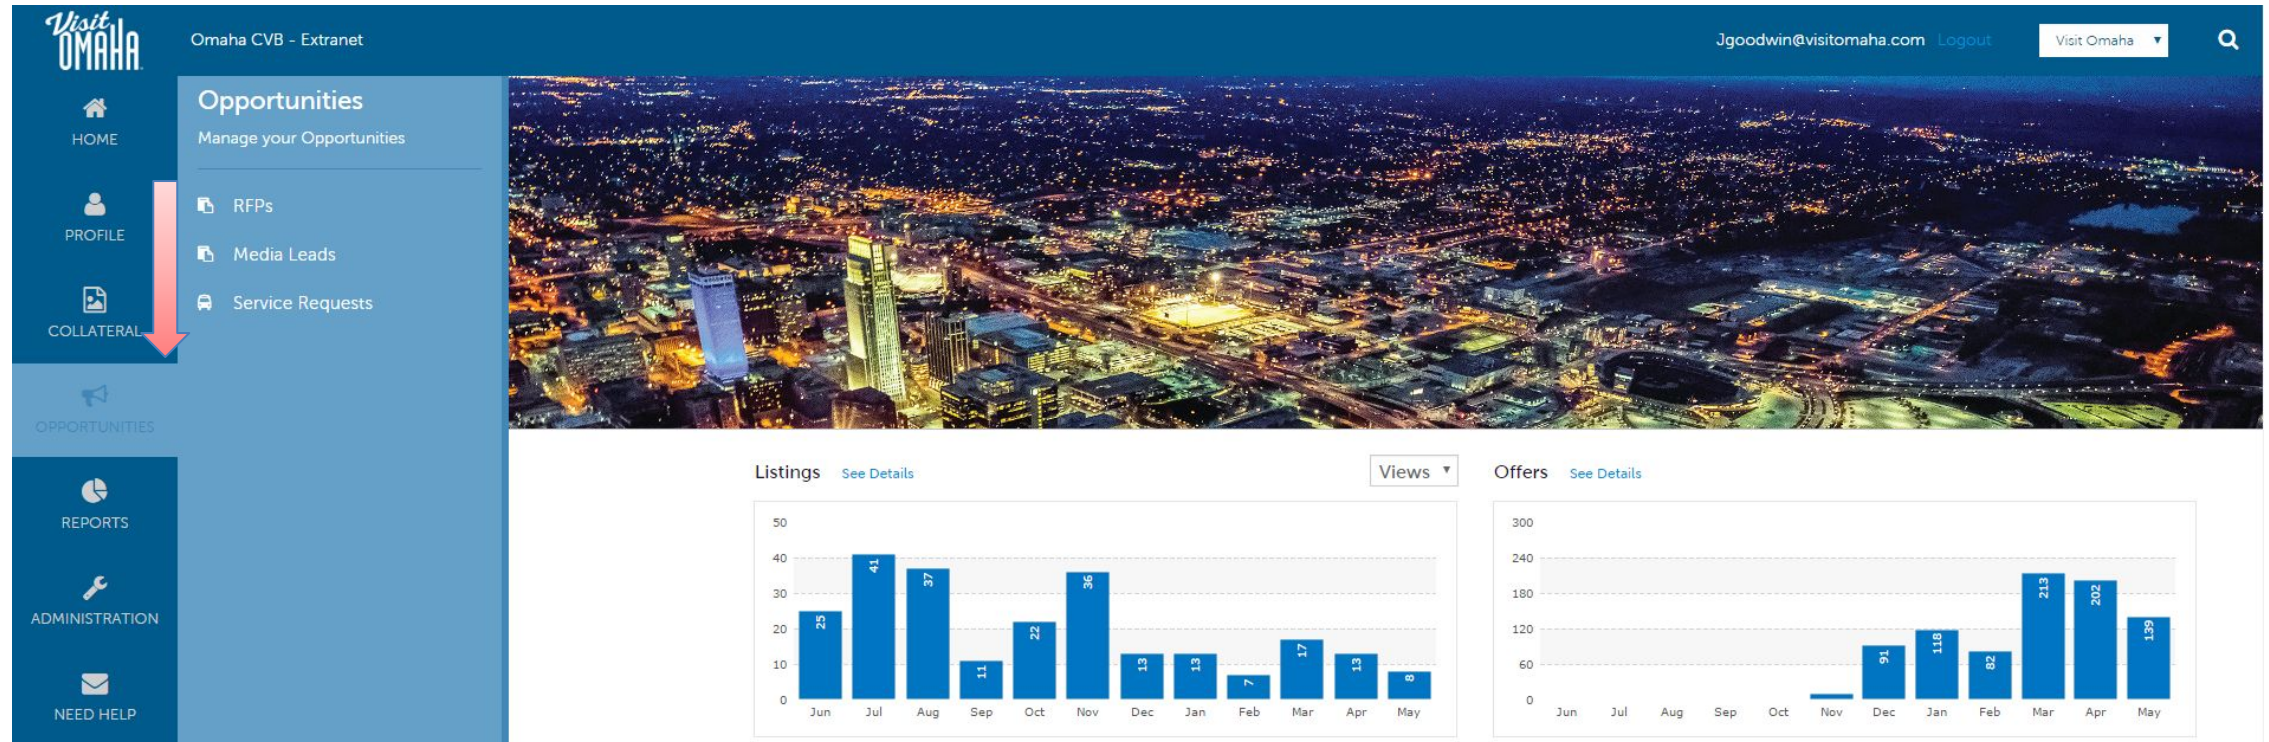 Visit
OMAHA
Omaha CVB - Extranet
Jgoodwin@visitomaha.com Logout
Visit Omaha
HOME
PROFILE
COLLATERAL
OPPORTUNITIES
REPORTS
ADMINISTRATION
NEED HELP
Opportunities
Manage your Opportunities
RFPs
Media Leads
Service Requests
Listings See Details
Views
50
40
30
20
10
0
25
41
37
11
22
36
13
13
7
17
13
8
Jun Jul Aug Sep Oct Nov Dec Jan Feb Mar Apr May
Offers See Details
300
240
180
120
60
0
91
118
82
213
202
139
Jun Jul Aug Sep Oct Nov Dec Jan Feb Mar Apr May